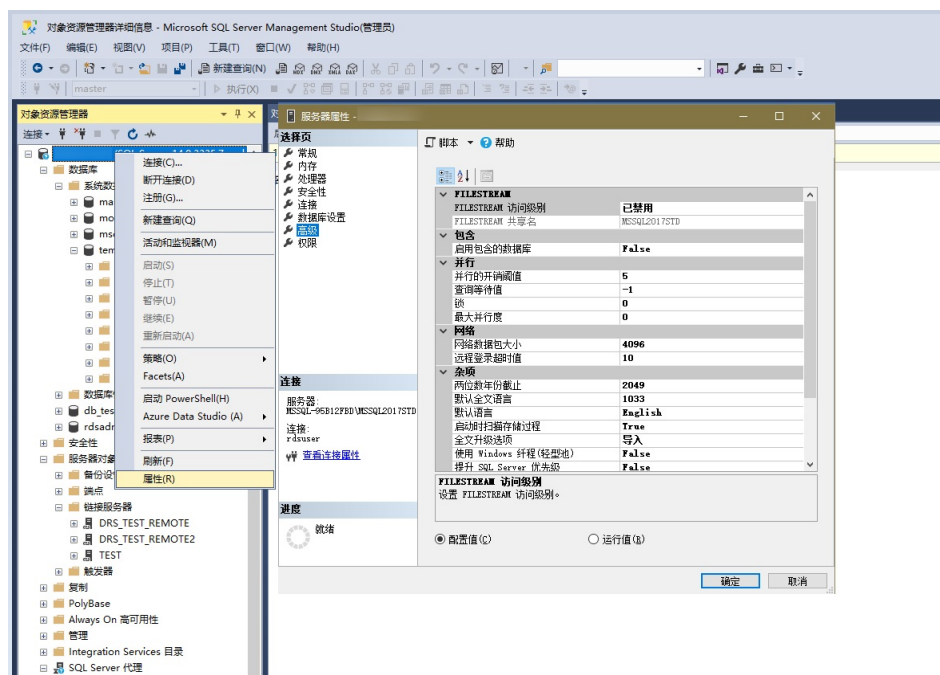 对象资源管理器详细信息 - Microsoft SQL Server Management Studio(管理员)
文件(F) 编辑(E) 视图(V) 项目(P) 工具(T) 窗口(W) 帮助(H)
新建查询(N)
master 执行(X)
对象资源管理器
连接
数据库
系统数
ma
mo
ms
tem
数据库
db_tes
rdsadr
安全性
服务器对象
备份设
端点
链接服务器
DRS_TEST_REMOTE
DRS_TEST_REMOTE2
TEST
触发器
复制
PolyBase
Always On 高可用性
管理
Integration Services 目录
SQL Server 代理
连接(C)...
断开连接(D)
注册(G)...
新建查询(Q)
活动和监视器(M)
启动(S)
停止(T)
暂停(U)
继续(E)
重新启动(A)
策略(O)
Facets(A)
启动 PowerShell(H)
Azure Data Studio (A)
报表(P)
刷新(F)
属性(R)
服务器属性 -
选择页
常规
内存
处理器
安全性
连接
数据库设置
高级
权限
连接
服务器:
MSSQL-95B12FBD\MSSQL2017STD
连接:
rdsuser
查看连接属性
进度
就绪
脚本 帮助
FILESTREAM
FILESTREAM 访问级别 已禁用
FILESTREAM 共享名 MSSQL2017STD
包含
启用包含的数据库 False
并行
并行的开销阈值 5
查询等待值 -1
锁 0
最大并行度 0
网络
网络数据包大小 4096
远程登录超时值 10
杂项
两位数年份截止 2049
默认全文语言 1033
默认语言 English
启动时扫描存储过程 True
全文升级选项 导入
使用 Windows 纤程(轻型池) False
提升 SQL Server 优先级 False
FILESTREAM 访问级别
设置 FILESTREAM 访问级别。
配置值(C) 运行值(R)
确定 取消